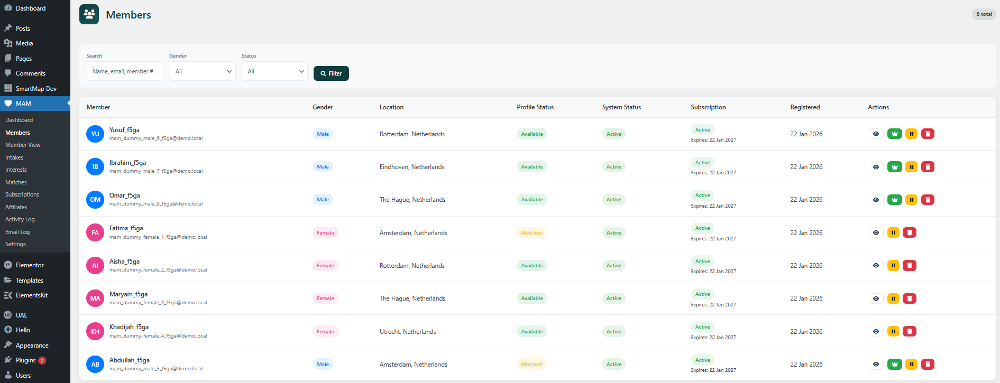 Dashboard
Posts
Media
Pages
Comments
SmartMap Dev
MAM
Dashboard
Members
Member View
Intakes
Interests
Matches
Subscriptions
Affiliates
Activity Log
Email Log
Settings
Elementor
Templates
ElementsKit
UAE
Hello
Appearance
Plugins 2
Users
Members
8 total
Search Gender Status
Name, email, member # All All Filter
Member Gender Location Profile Status System Status Subscription Registered Actions
YU Yusuf_f5ga Male Rotterdam, Netherlands Available Active Active 22 Jan 2026
mam_dummy_male_6_f5ga@demo.local Expires: 22 Jan 2027
IB Ibrahim_f5ga Male Eindhoven, Netherlands Available Active Active 22 Jan 2026
mam_dummy_male_7_f5ga@demo.local Expires: 22 Jan 2027
OM Omar_f5ga Male The Hague, Netherlands Available Active Active 22 Jan 2026
mam_dummy_male_8_f5ga@demo.local Expires: 22 Jan 2027
FA Fatima_f5ga Female Amsterdam, Netherlands Matched Active Active 22 Jan 2026
mam_dummy_female_1_f5ga@demo.local Expires: 22 Jan 2027
AI Aisha_f5ga Female Rotterdam, Netherlands Available Active Active 22 Jan 2026
mam_dummy_female_2_f5ga@demo.local Expires: 22 Jan 2027
MA Maryam_f5ga Female The Hague, Netherlands Available Active Active 22 Jan 2026
mam_dummy_female_3_f5ga@demo.local Expires: 22 Jan 2027
KH Khadijah_f5ga Female Utrecht, Netherlands Available Active Active 22 Jan 2026
mam_dummy_female_4_f5ga@demo.local Expires: 22 Jan 2027
AB Abdullah_f5ga Male Amsterdam, Netherlands Matched Active Active 22 Jan 2026
mam_dummy_male_5_f5ga@demo.local Expires: 22 Jan 2027